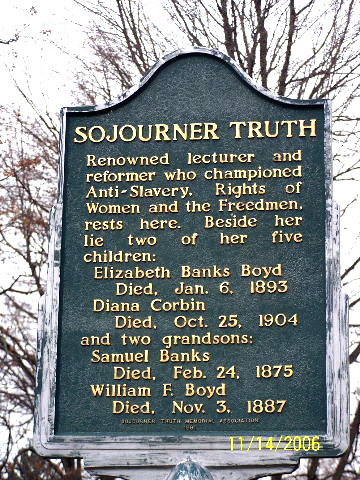 SOJOURNER TRUTH
Renowned lecturer and
reformer who championed
Anti-Slavery, Rights of
Women and the Freedmen,
rests here. Beside her
lie two of her five
children:
Elizabeth Banks Boyd
Died, Jan. 6, 1893
Diana Corbin
Died, Oct. 25, 1904
and two grandsons:
Samuel Banks
Died, Feb. 24, 1875
William F. Boyd
Died, Nov. 3, 1887
SOJOURNER TRUTH MEMORIAL ASSOCIATION
11/14/2006